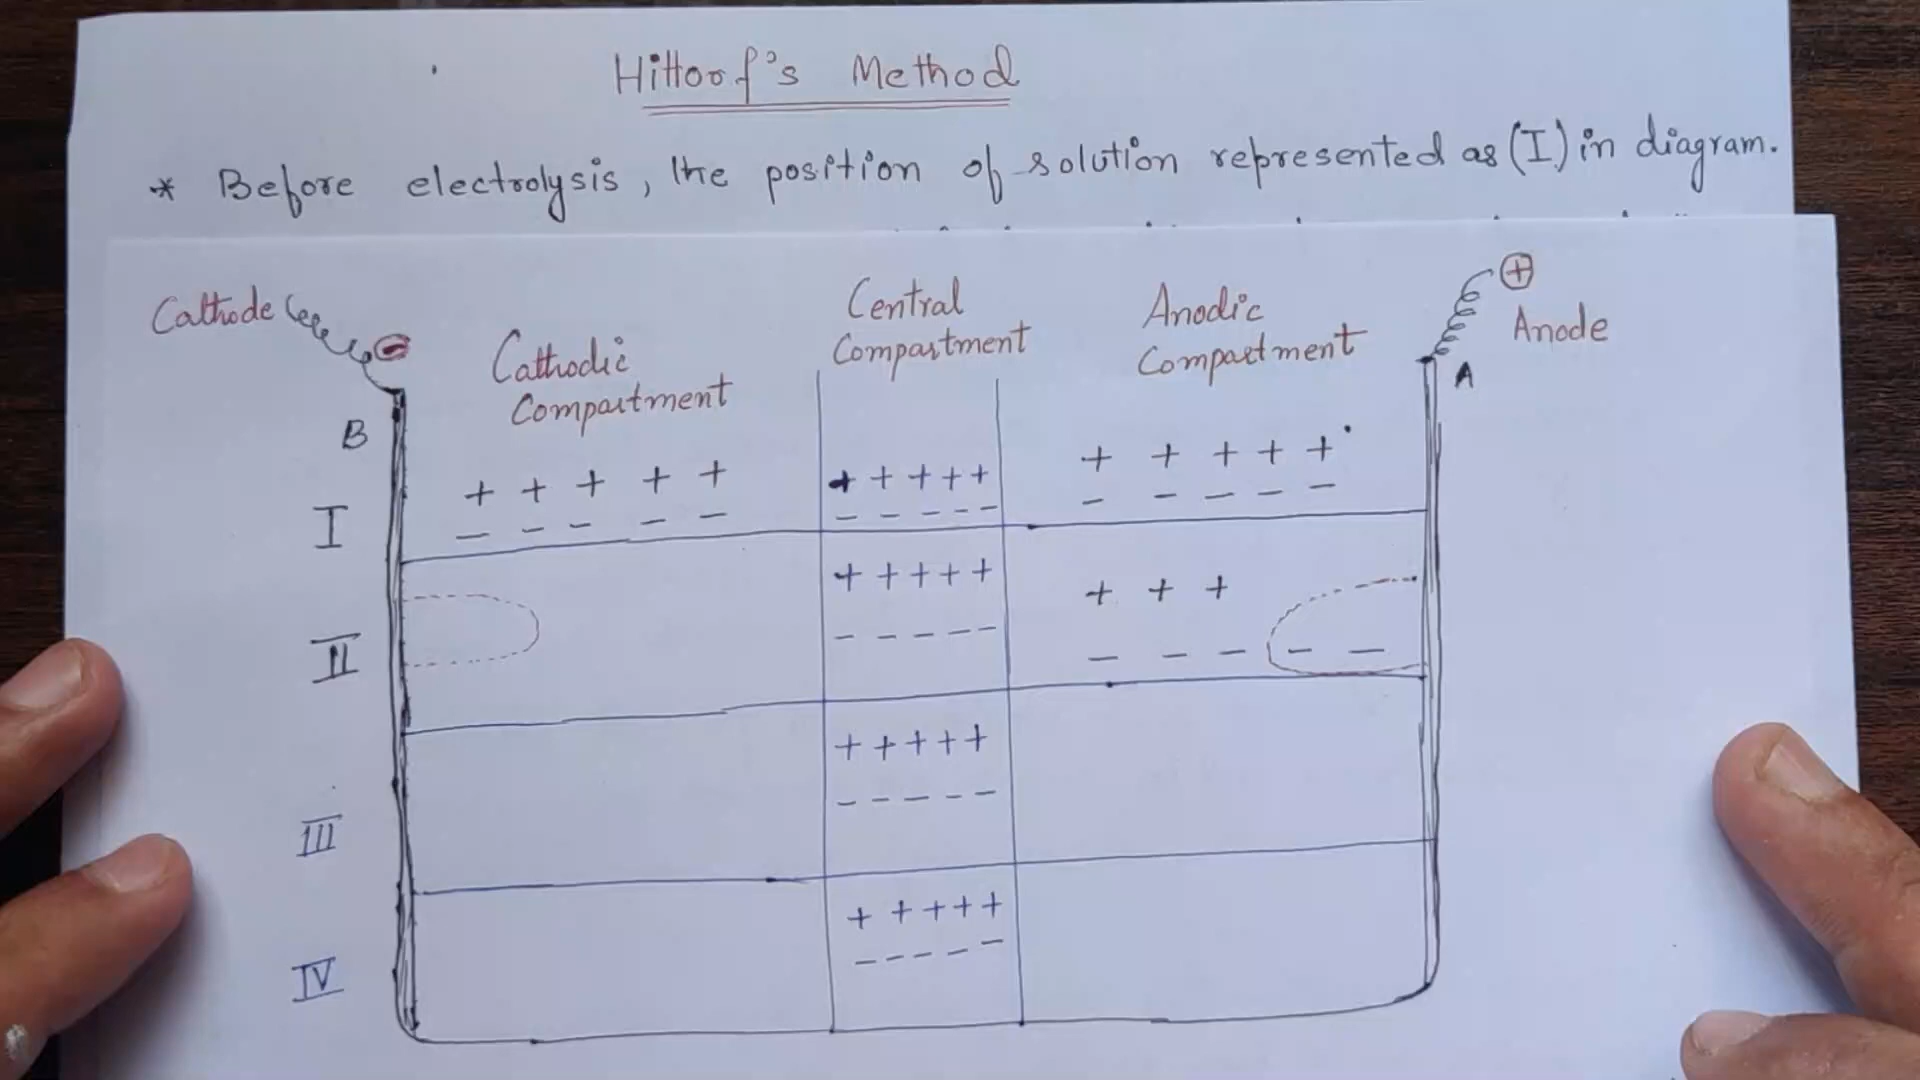 Hittorf's Method
* Before electrolysis, the position of solution represented as (I) in diagram.
Cathode
-
Cathodic
Compartment
Central
Compartment
Anodic
Compartment
+
Anode
A
B
I
+ + + + +
- - - - -
+ + + + +
- - - - -
+ + + + +
- - - - -
II
+ + + + +
- - - - -
+ + +
- - - - -
III
+ + + + +
- - - - -
IV
+ + + + +
- - - - -